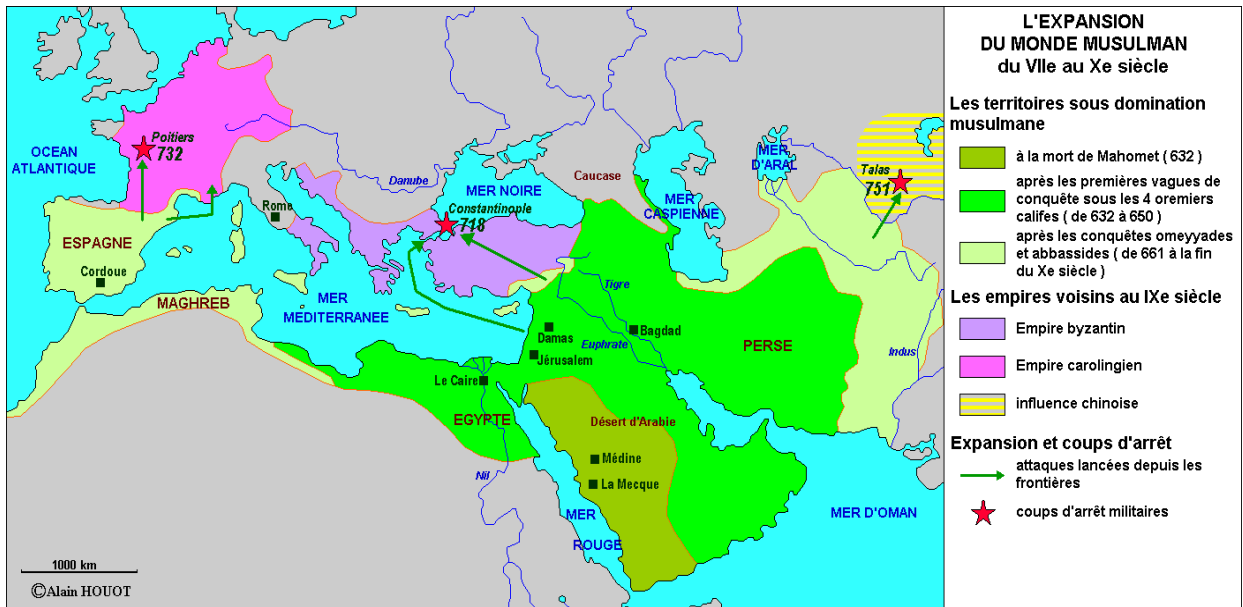 L'EXPANSION
DU MONDE MUSULMAN
du VIIe au Xe siècle
Les territoires sous domination
musulmane
à la mort de Mahomet ( 632 )
après les premières vagues de
conquête sous les 4 oremiers
califes ( de 632 à 650 )
après les conquêtes omeyyades
et abbassides ( de 661 à la fin
du Xe siècle )
Les empires voisins au IXe siècle
Empire byzantin
Empire carolingien
influence chinoise
Expansion et coups d'arrêt
attaques lancées depuis les
frontières
coups d'arrêt militaires
OCEAN
ATLANTIQUE
Poitiers
732
Danube
MER NOIRE
Caucase
MER
CASPIENNE
MER
D'ARAL
Talas
751
Constantinople
718
Rome
ESPAGNE
Cordoue
MAGHREB
MER
MEDITERRANEE
Tigre
Euphrate
Bagdad
Damas
Jérusalem
Le Caire
EGYPTE
Nil
PERSE
Indus
Désert d'Arabie
Médine
La Mecque
MER
ROUGE
MER D'OMAN
1000 km
©Alain HOUOT